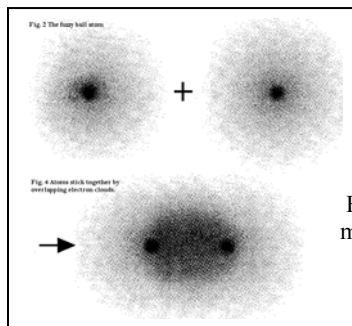 Fig. 2 The fuzzy ball atom.
+
Fig. 4 Atoms stick together by
overlapping electron clouds.